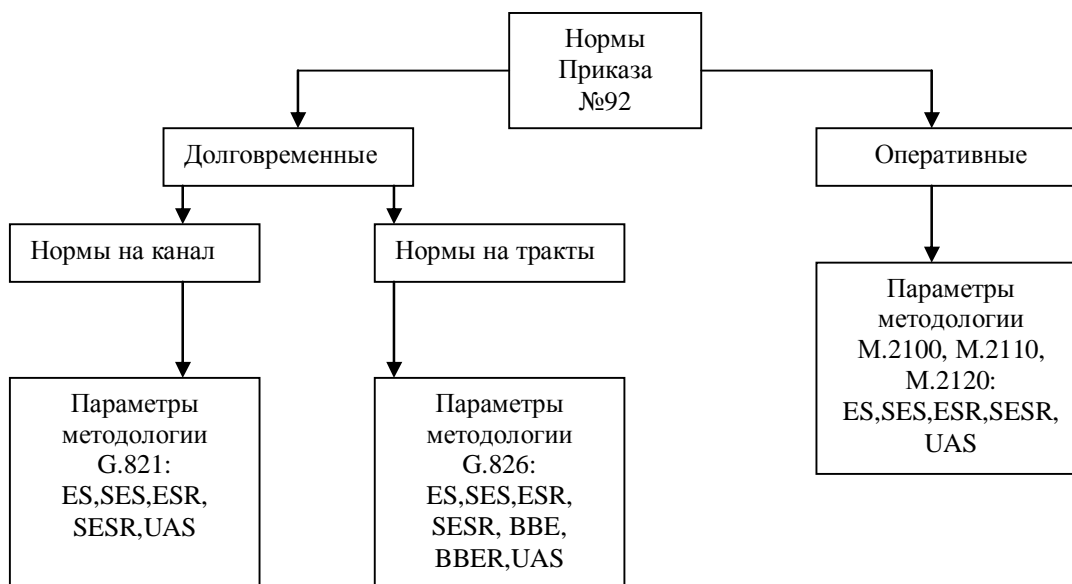 Нормы
Приказа
№92
Долговременные
Оперативные
Нормы на канал
Нормы на тракты
Параметры
методологии
G.821:
ES,SES,ESR,
SESR,UAS
Параметры
методологии
G.826:
ES,SES,ESR,
SESR, BBE,
BBER,UAS
Параметры
методологии
М.2100, М.2110,
М.2120:
ES,SES,ESR,SESR,
UAS